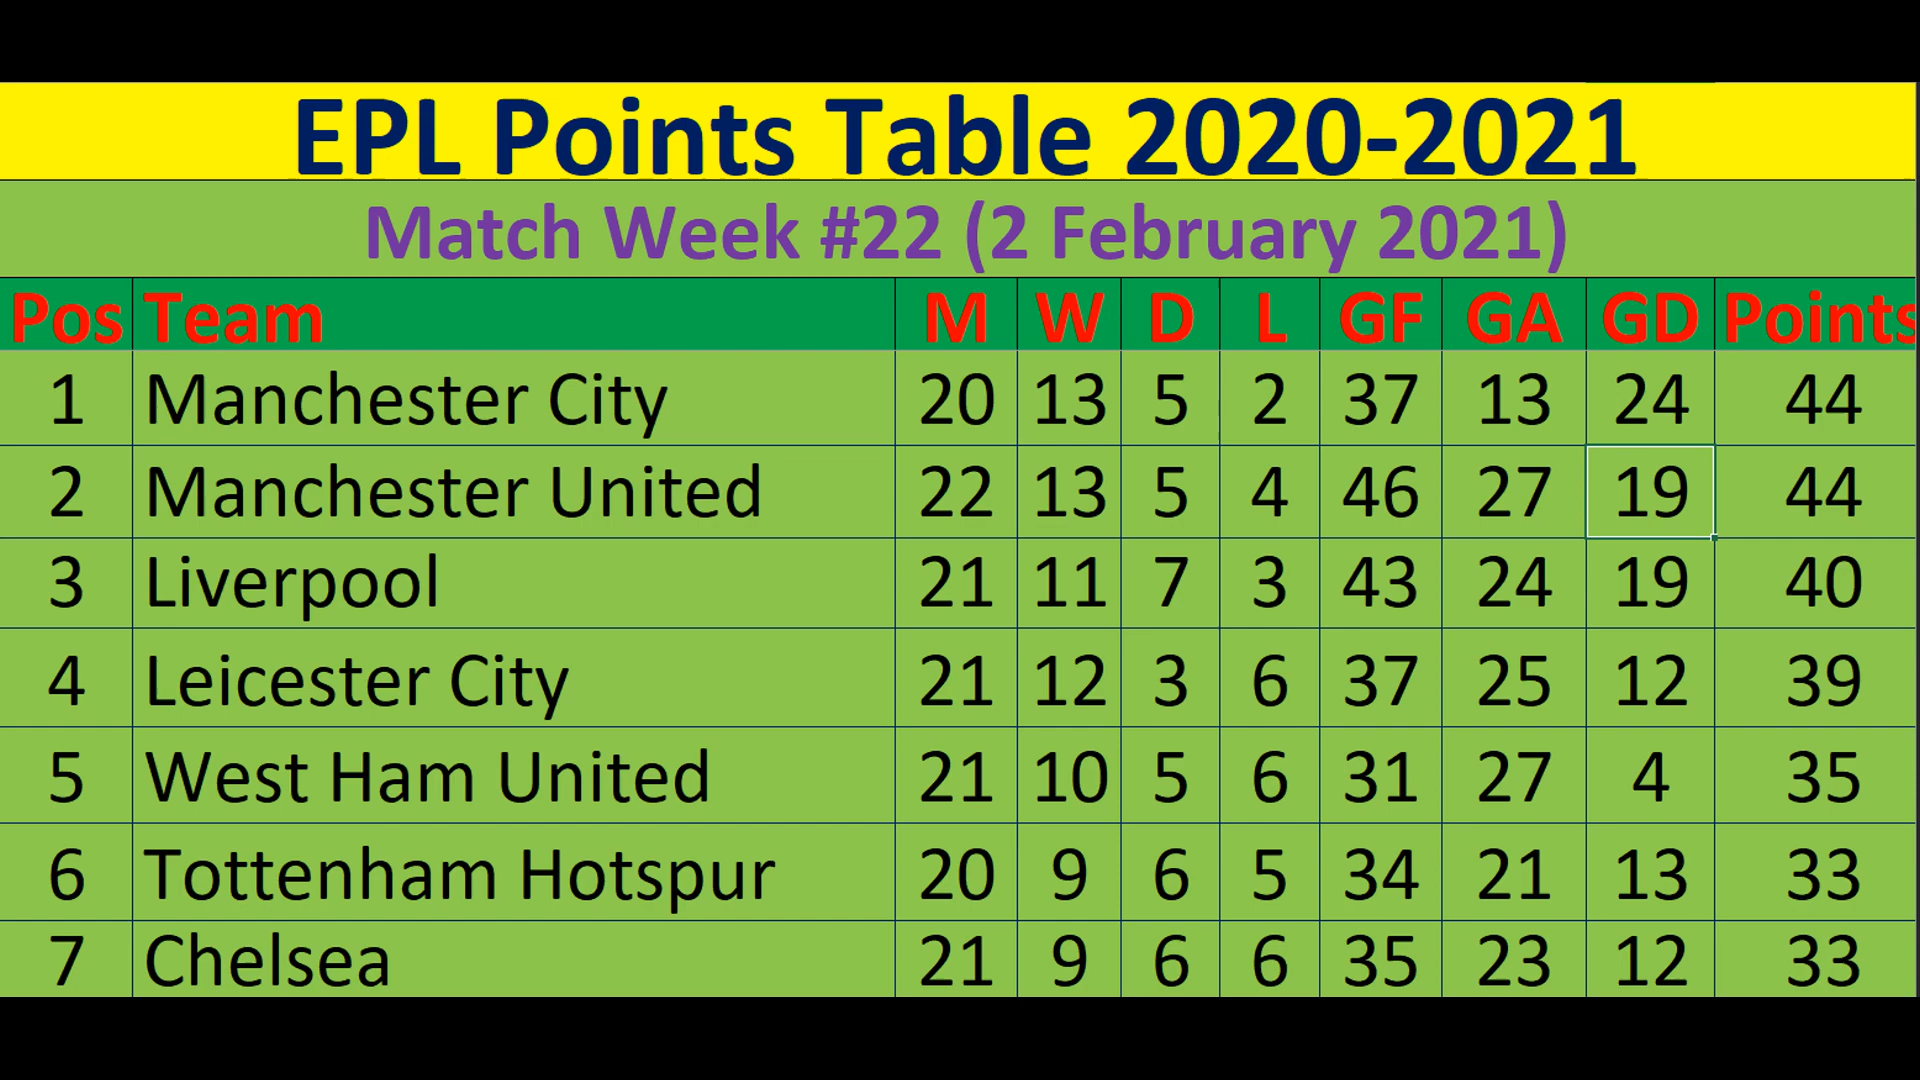 EPL Points Table 2020-2021
Match Week #22 (2 February 2021)
Pos Team M W D L GF GA GD Points
1 Manchester City 20 13 5 2 37 13 24 44
2 Manchester United 22 13 5 4 46 27 19 44
3 Liverpool 21 11 7 3 43 24 19 40
4 Leicester City 21 12 3 6 37 25 12 39
5 West Ham United 21 10 5 6 31 27 4 35
6 Tottenham Hotspur 20 9 6 5 34 21 13 33
7 Chelsea 21 9 6 6 35 23 12 33